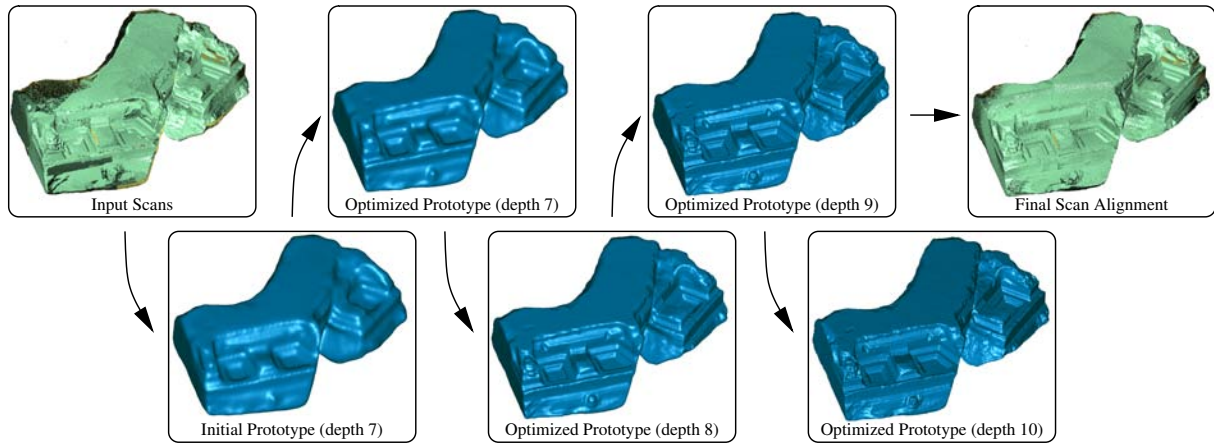 Input Scans
Optimized Prototype (depth 7)
Optimized Prototype (depth 9)
Final Scan Alignment
Initial Prototype (depth 7)
Optimized Prototype (depth 8)
Optimized Prototype (depth 10)